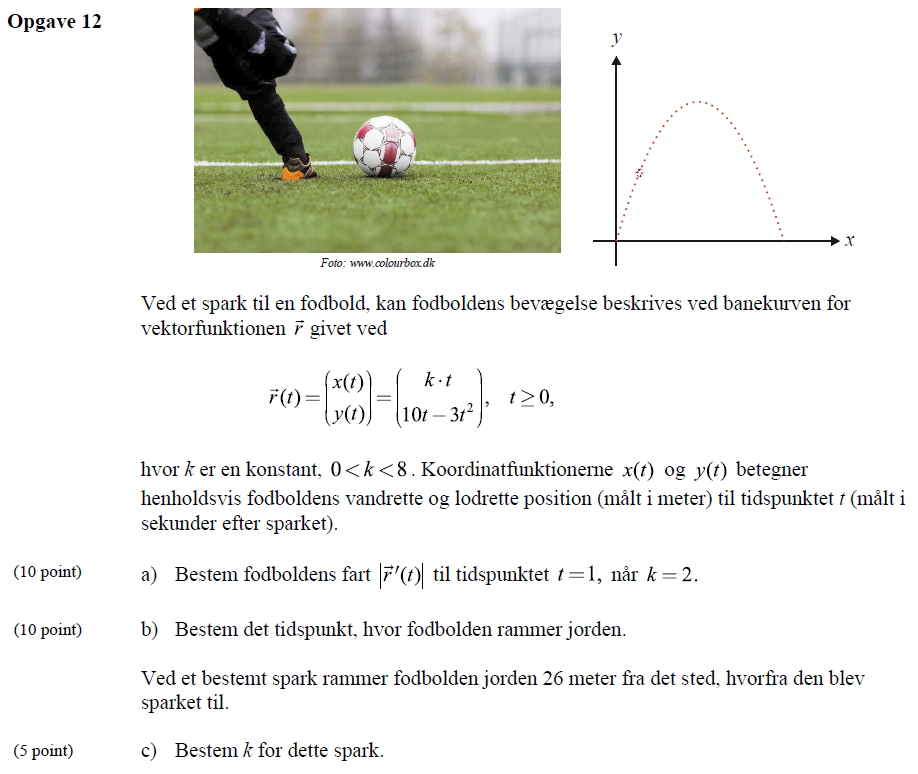 Opgave 12
y
x
Foto: www.colourbox.dk
Ved et spark til en fodbold, kan fodboldens bevægelse beskrives ved banekurven for
vektorfunktionen r⃗ givet ved
r⃗(t) = (x(t) y(t)) = (k · t 10t − 3t²), t ≥ 0,
hvor k er en konstant, 0 < k < 8. Koordinatfunktionerne x(t) og y(t) betegner
henholdsvis fodboldens vandrette og lodrette position (målt i meter) til tidspunktet t (målt i
sekunder efter sparket).
(10 point) a) Bestem fodboldens fart |r⃗ ′(t)| til tidspunktet t = 1, når k = 2.
(10 point) b) Bestem det tidspunkt, hvor fodbolden rammer jorden.
Ved et bestemt spark rammer fodbolden jorden 26 meter fra det sted, hvorfra den blev
sparket til.
(5 point) c) Bestem k for dette spark.